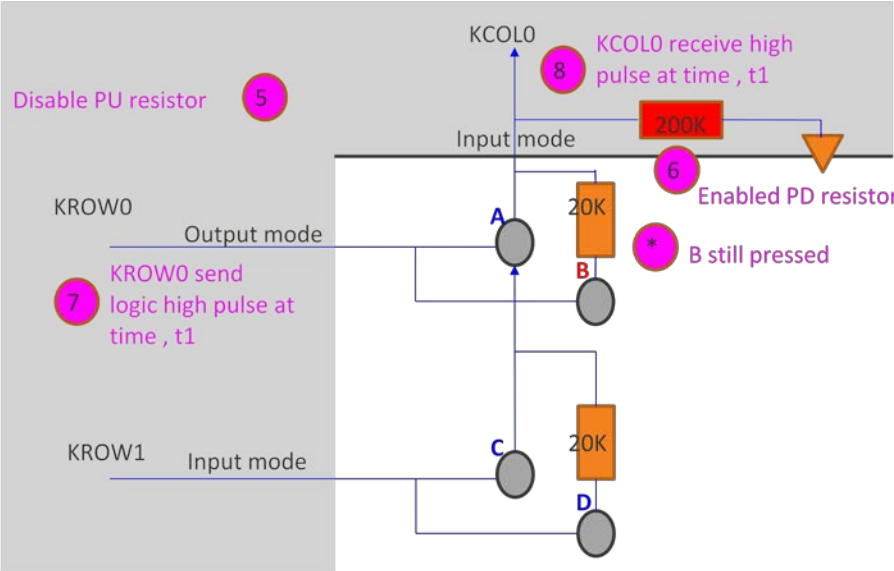 KCOL0
8
KCOL0 receive high
pulse at time , t1
Disable PU resistor
5
200K
Input mode
6
Enabled PD resistor
KROW0
A
20K
Output mode
*
B still pressed
B
7
KROW0 send
logic high pulse at
time , t1
KROW1
Input mode
C
20K
D